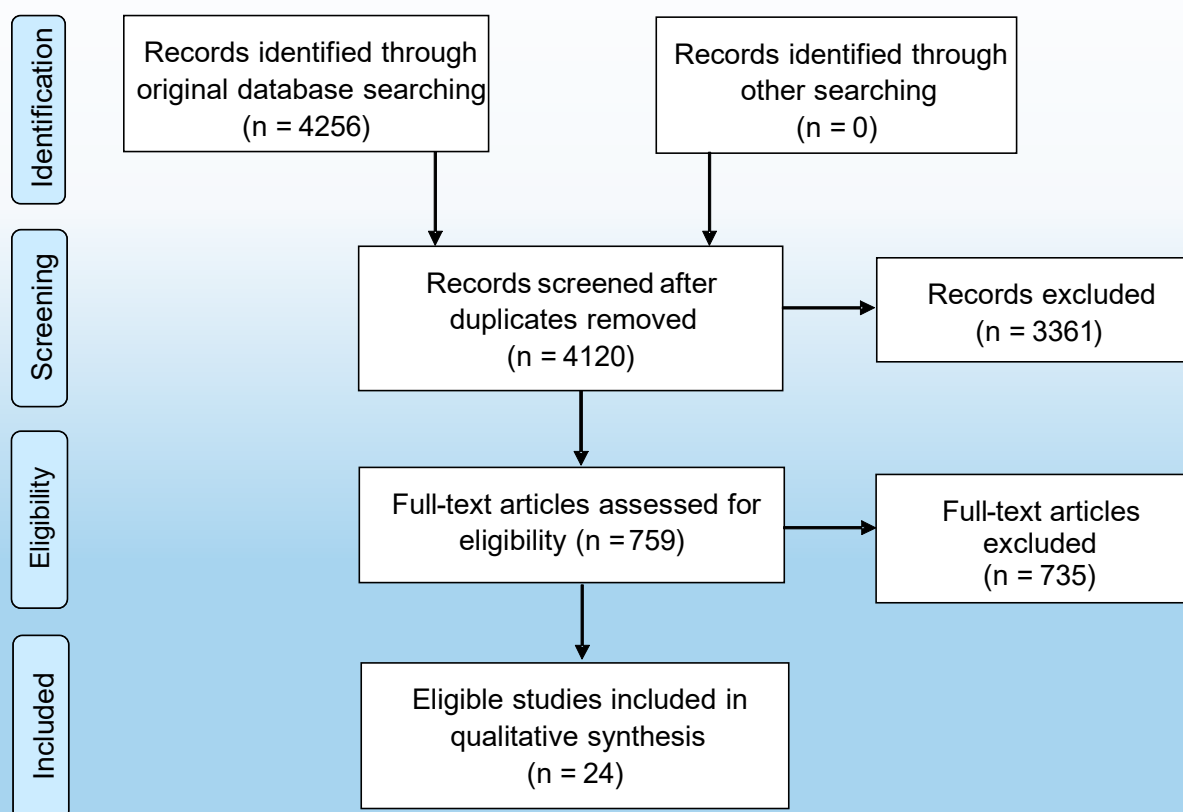 Identification
Records identified through
original database searching
(n = 4256)
Records identified through
other searching
(n = 0)
Screening
Records screened after
duplicates removed
(n = 4120)
Records excluded
(n = 3361)
Eligibility
Full-text articles assessed for
eligibility (n = 759)
Full-text articles
excluded
(n = 735)
Included
Eligible studies included in
qualitative synthesis
(n = 24)